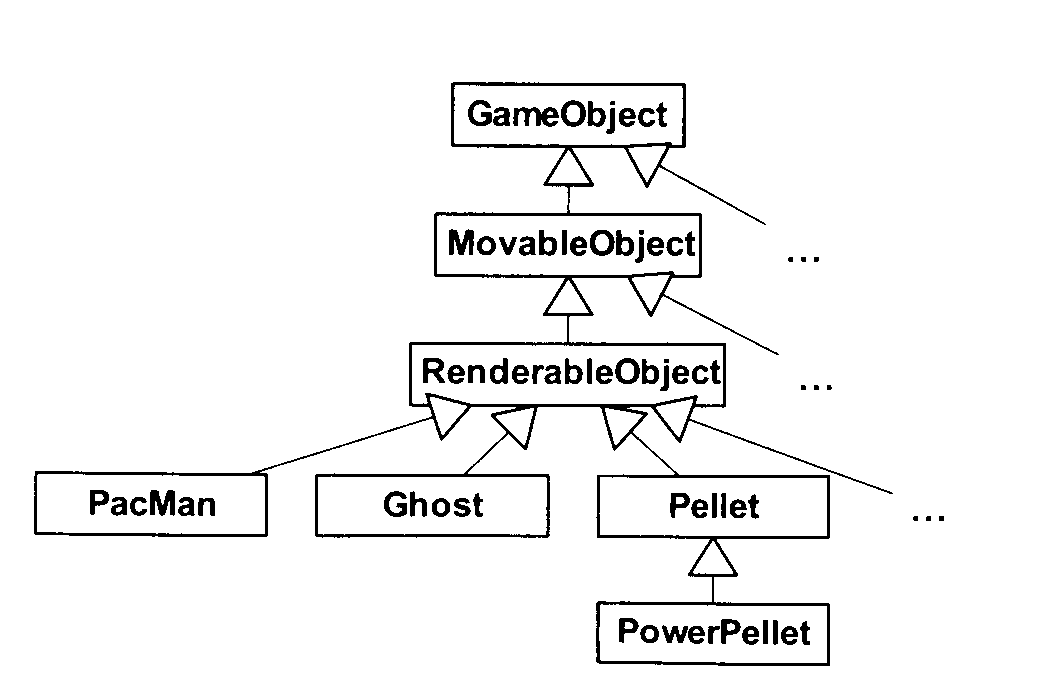 GameObject
MovableObject
...
RenderableObject
...
PacMan
Ghost
Pellet
...
PowerPellet